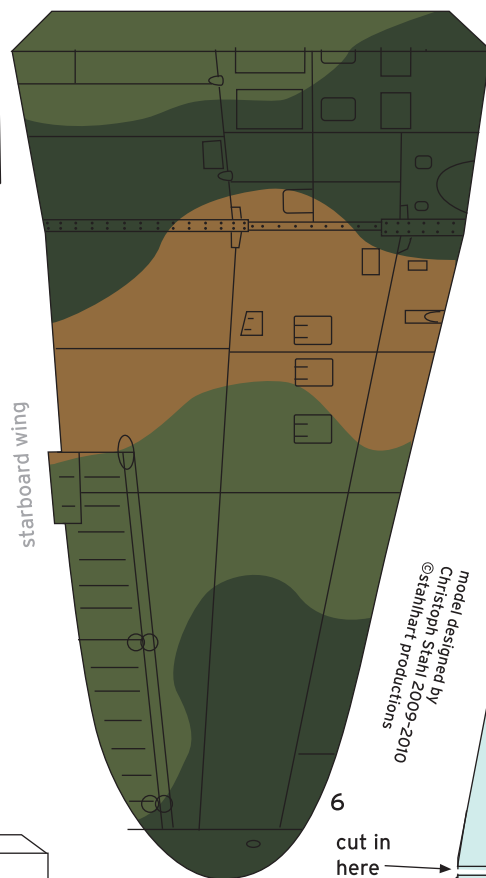 starboard wing
model designed by
Christoph Stahl 2009-2010
©stahlhart productions
6
cut in
here